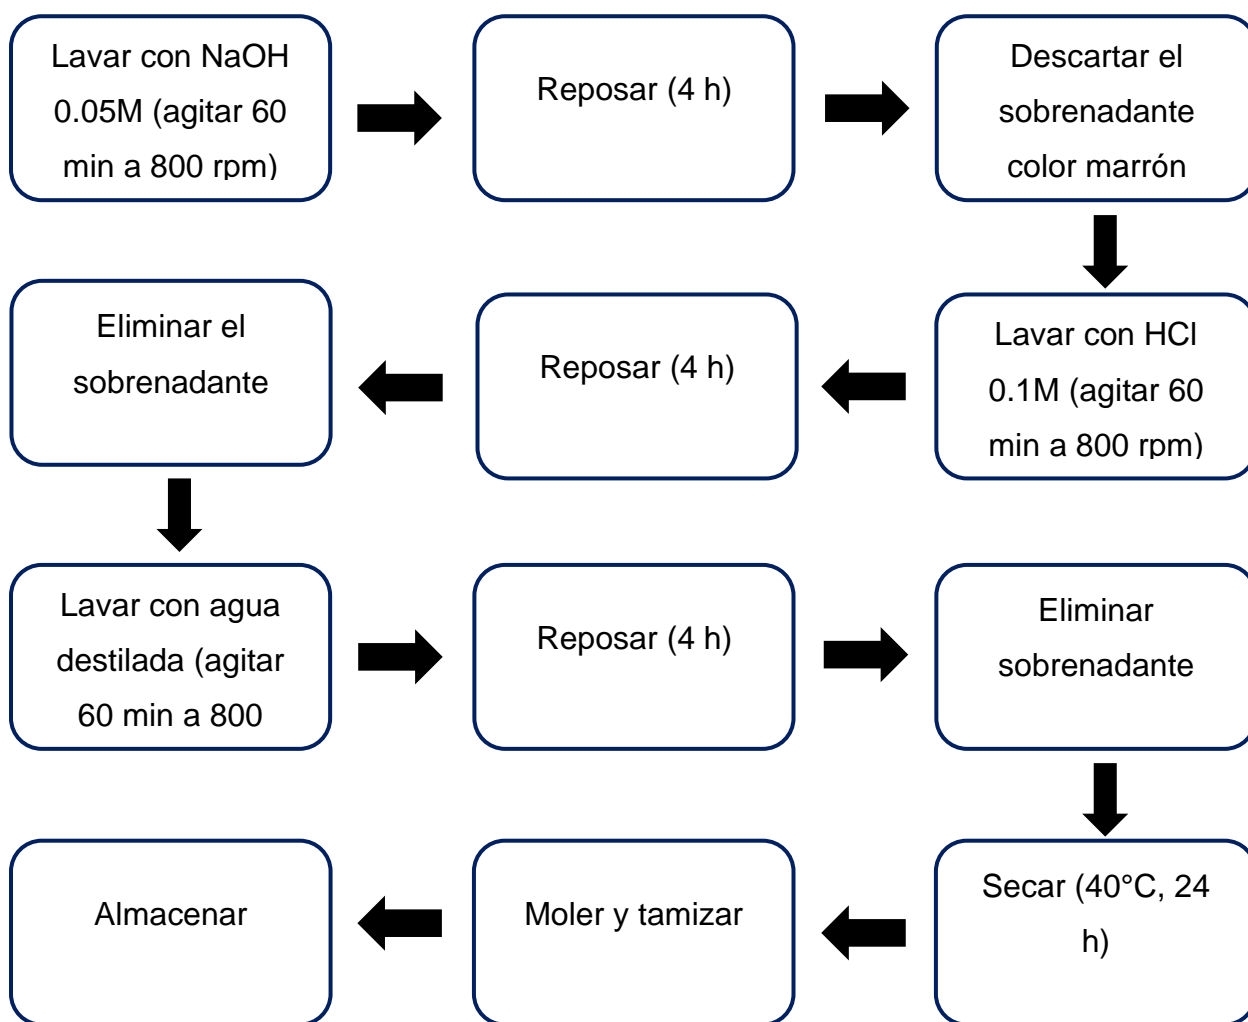 Lavar con NaOH
0.05M (agitar 60
min a 800 rpm)
Reposar (4 h)
Descartar el
sobrenadante
color marrón
Lavar con HCl
0.1M (agitar 60
min a 800 rpm)
Reposar (4 h)
Eliminar el
sobrenadante
Lavar con agua
destilada (agitar
60 min a 800
Reposar (4 h)
Eliminar
sobrenadante
Secar (40°C, 24
h)
Moler y tamizar
Almacenar